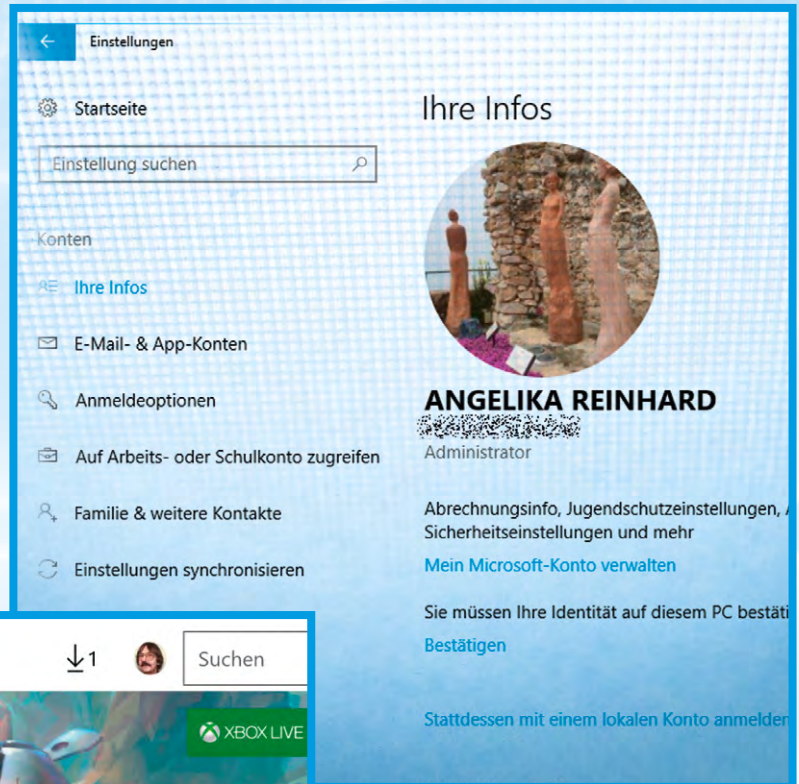 Einstellungen
Startseite
Einstellung suchen
Konten
Ihre Infos
E-Mail- & App-Konten
Anmeldeoptionen
Auf Arbeits- oder Schulkonto zugreifen
Familie & weitere Kontakte
Einstellungen synchronisieren
Ihre Infos
ANGELIKA REINHARD
Administrator
Abrechnungsinfo, Jugendschutzeinstellungen,
Sicherheitseinstellungen und mehr
Mein Microsoft-Konto verwalten
Sie müssen Ihre Identität auf diesem PC bestäti
Bestätigen
Stattdessen mit einem lokalen Konto anmelden
1
Suchen
XBOX LIVE